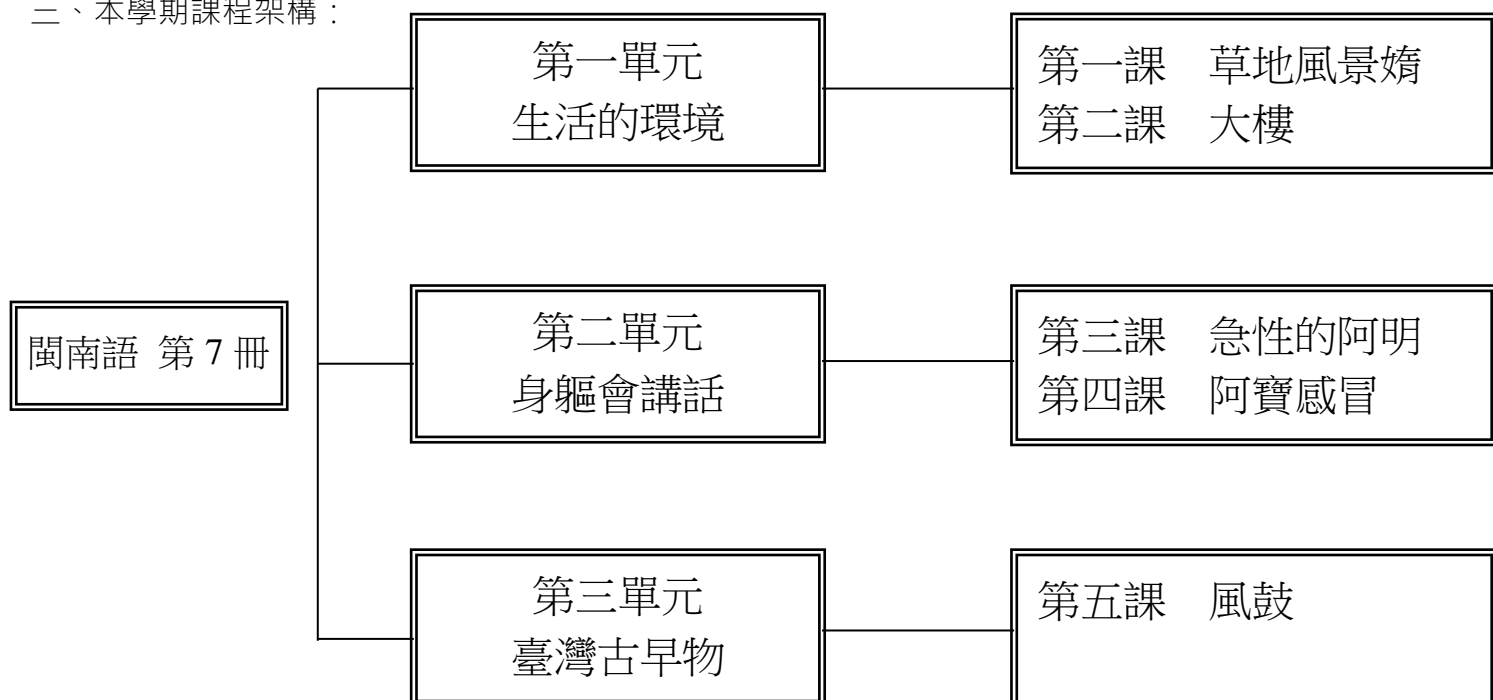 三、本學期課程架構：
閩南語 第 7 冊
第一單元
生活的環境
第一課 草地風景媠
第二課 大樓
第二單元
身軀會講話
第三課 急性的阿明
第四課 阿寶感冒
第三單元
臺灣古早物
第五課 風鼓